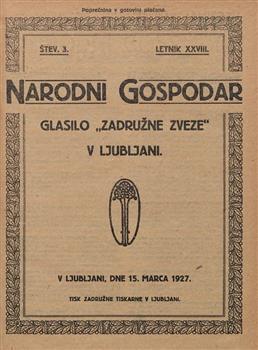 Poštnina v gotovini plačana.
ŠTEV. 3.
LETNIK XXVIII.
NARODNI GOSPODAR
GLASILO „ZADRUŽNE ZVEZE"
V LJUBLJANI.
V LJUBLJANI, DNE 15. MARCA 1927.
TISK ZADRUŽNE TISKARNE V LJUBLJANI.